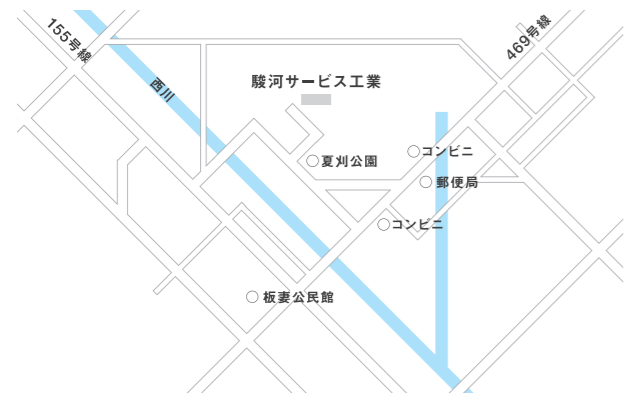 155号線
469号線
西川
駿河サービス工業
コンビニ
夏刈公園
郵便局
コンビニ
板妻公民館